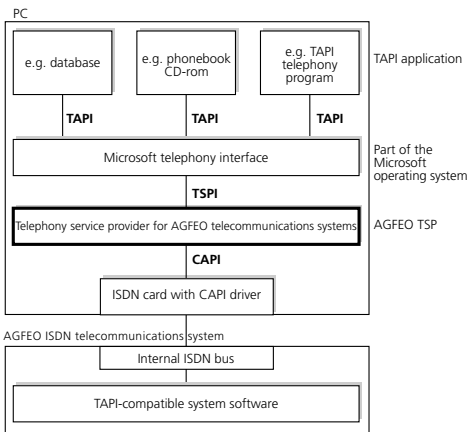 PC
e.g. database
e.g. phonebook
CD-rom
e.g. TAPI
telephony
program
TAPI application
TAPI
TAPI
TAPI
Microsoft telephony interface
Part of the
Microsoft
operating system
TSPI
Telephony service provider for AGFEO telecommunications systems
AGFEO TSP
CAPI
ISDN card with CAPI driver
AGFEO ISDN telecommunications system
Internal ISDN bus
TAPI-compatible system software